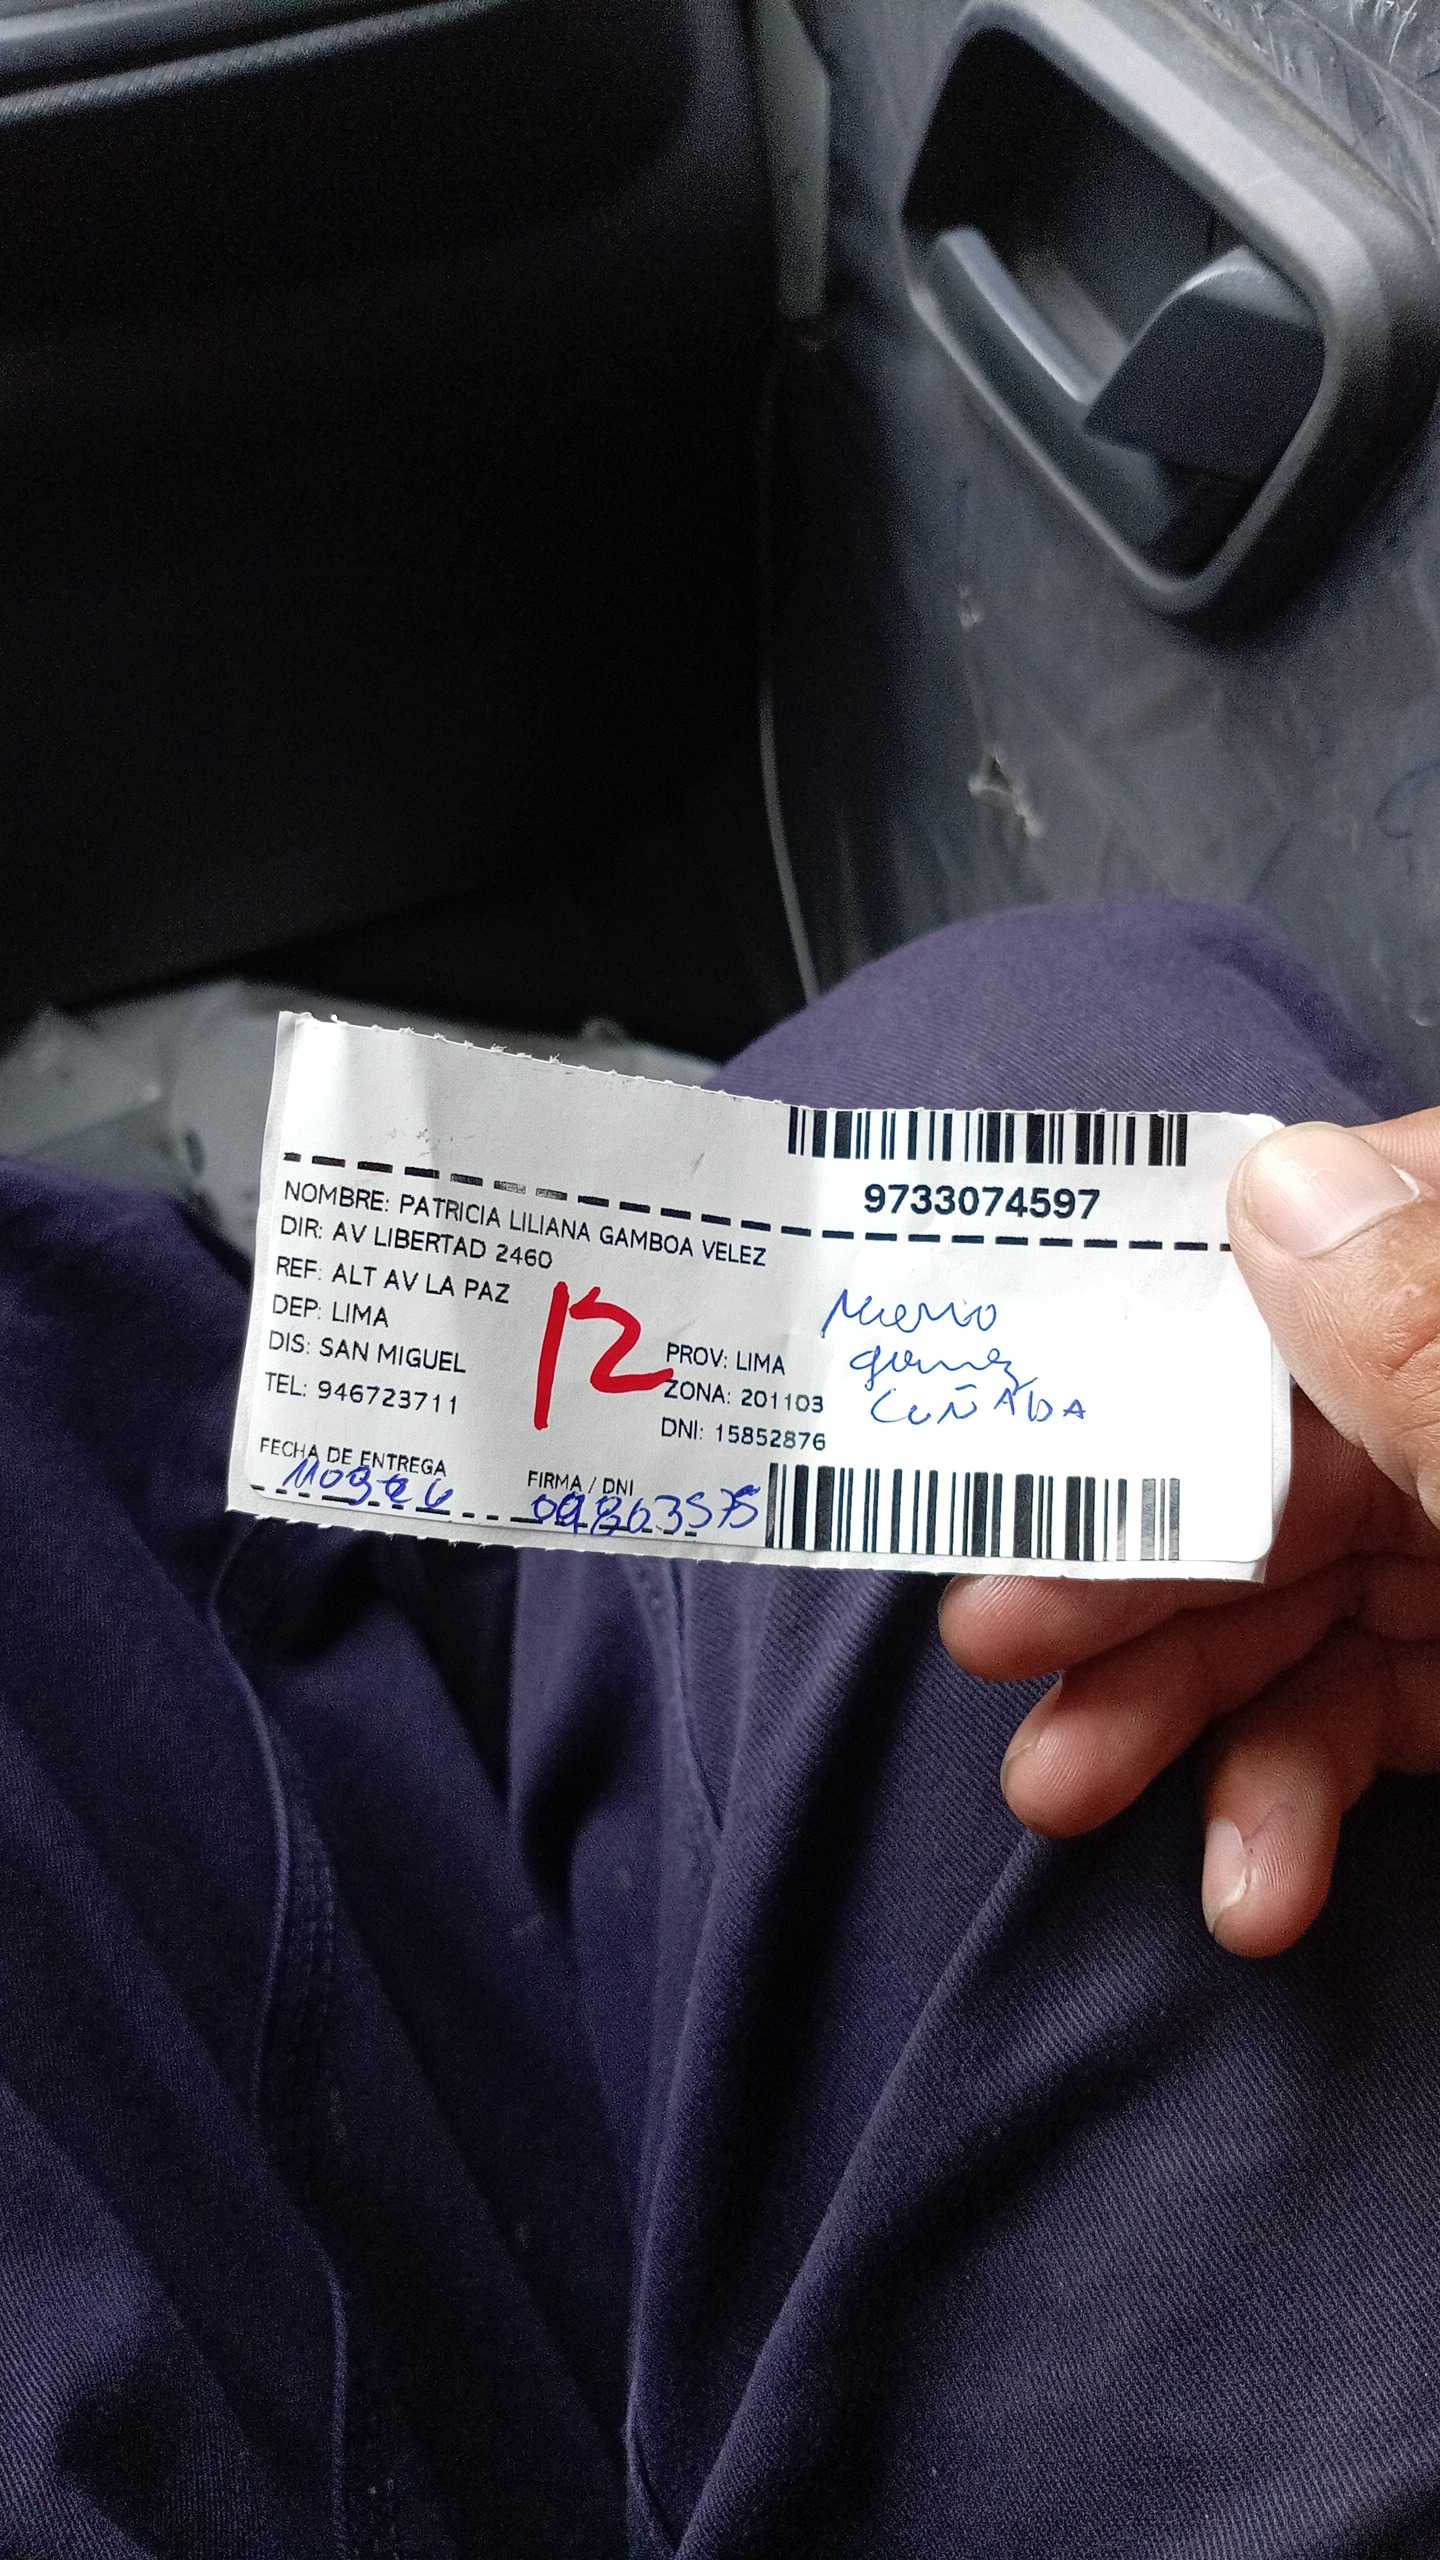 9733074597
NOMBRE: PATRICIA LILIANA GAMBOA VELEZ
DIR: AV LIBERTAD 2460
REF: ALT AV LA PAZ
DEP: LIMA
DIS: SAN MIGUEL
PROV: LIMA
TEL: 946723711
ZONA: 201103
DNI: 15852876
12
CUÑADA
FECHA DE ENTREGA
FIRMA / DNI